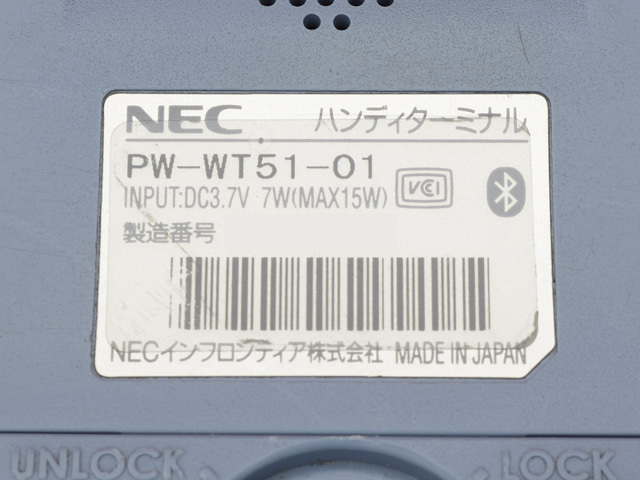 NEC ハンディターミナル
PW-WT51-01
INPUT:DC3.7V 7W(MAX15W) VCCI
製造番号
NECインフロンティア株式会社 MADE IN JAPAN
UNLOCK LOCK